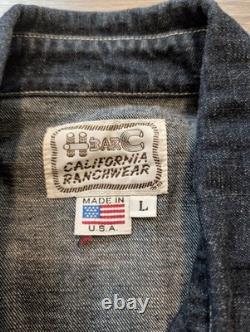 H BAR C
CALIFORNIA
RANCHWEAR
MADE IN
U.S.A.
L